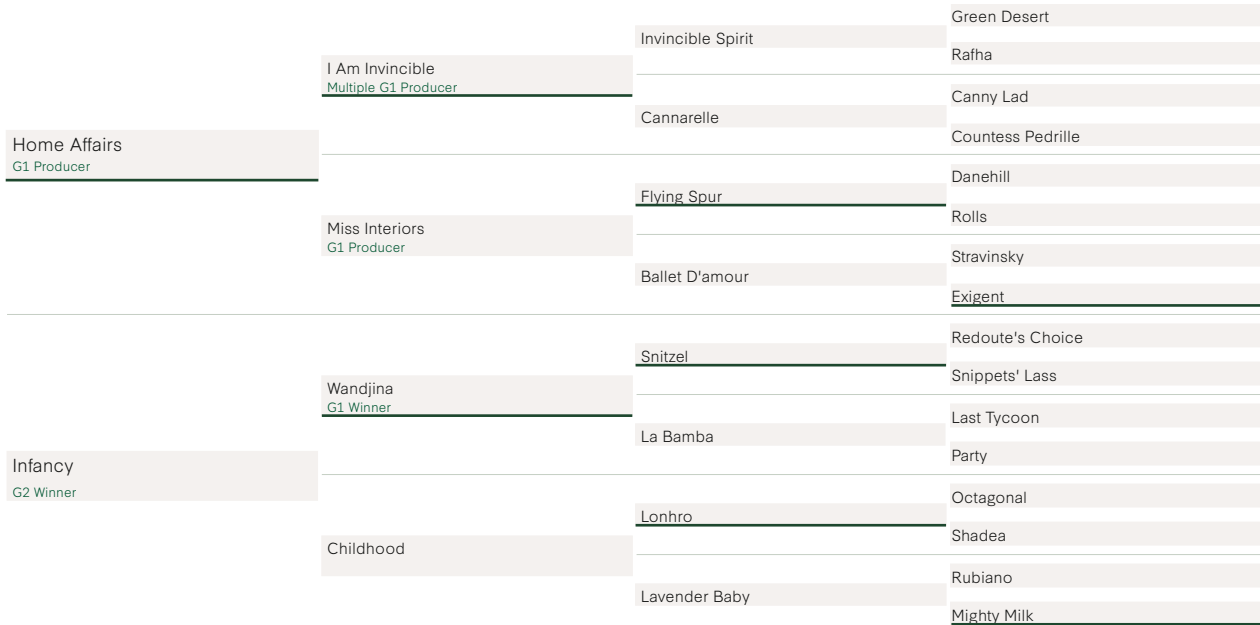 Home Affairs
G1 Producer
Infancy
G2 Winner
I Am Invincible
Multiple G1 Producer
Miss Interiors
G1 Producer
Wandjina
G1 Winner
Childhood
Invincible Spirit
Cannarelle
Flying Spur
Ballet D'amour
Snitzel
La Bamba
Lonhro
Lavender Baby
Green Desert
Rafha
Canny Lad
Countess Pedrille
Danehill
Rolls
Stravinsky
Exigent
Redoute's Choice
Snippets' Lass
Last Tycoon
Party
Octagonal
Shadea
Rubiano
Mighty Milk